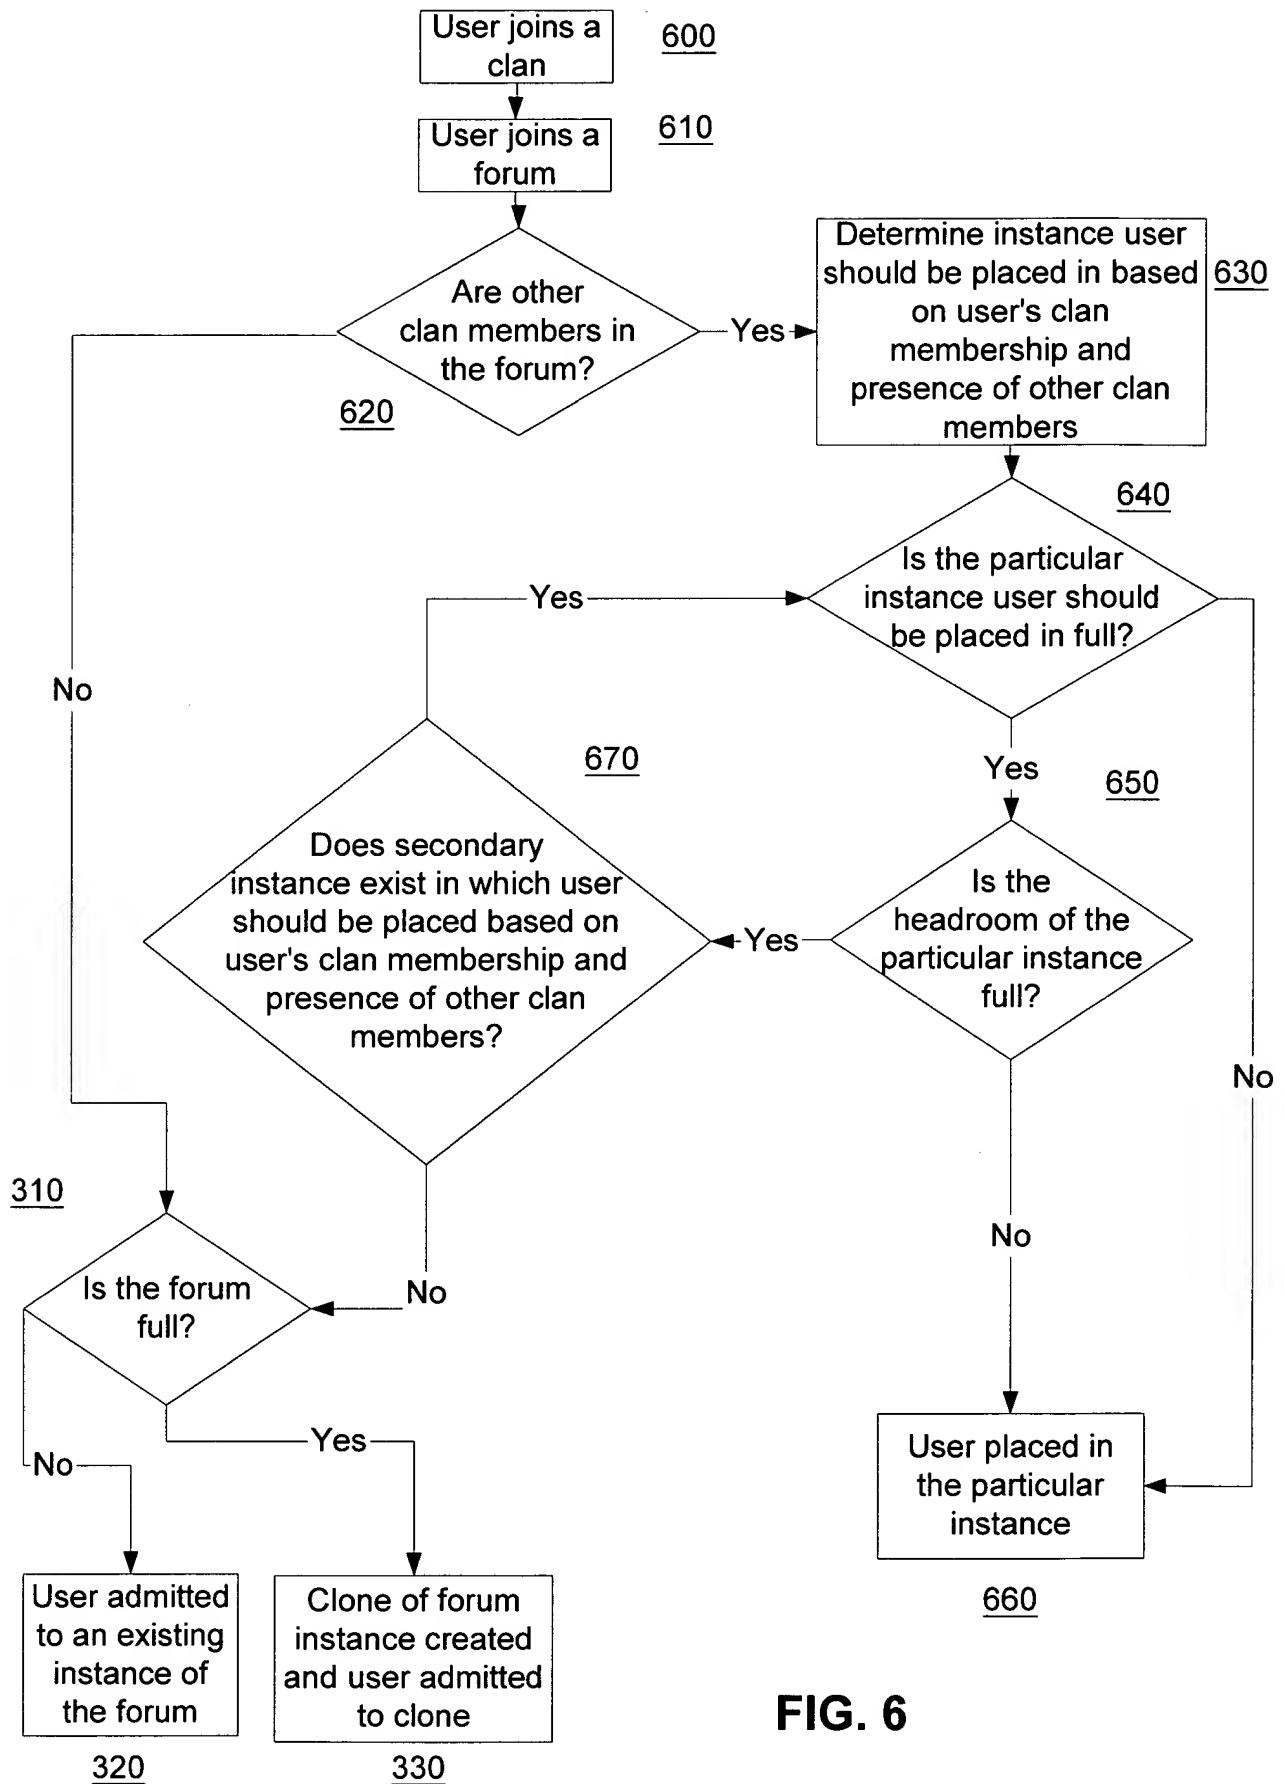 User joins a
clan
600
User joins a
forum
610
Are other
clan members in
the forum?
620
Yes
Determine instance user
should be placed in based
on user's clan
membership and
presence of other clan
members
630
640
Is the particular
instance user should
be placed in full?
Yes
No
670
Yes
650
Does secondary
instance exist in which user
should be placed based on
user's clan membership and
presence of other clan
members?
Yes
Is the
headroom of the
particular instance
full?
No
310
No
No
Is the forum
full?
Yes
No
User placed in
the particular
instance
660
User admitted
to an existing
instance of
the forum
320
Clone of forum
instance created
and user admitted
to clone
330
FIG. 6